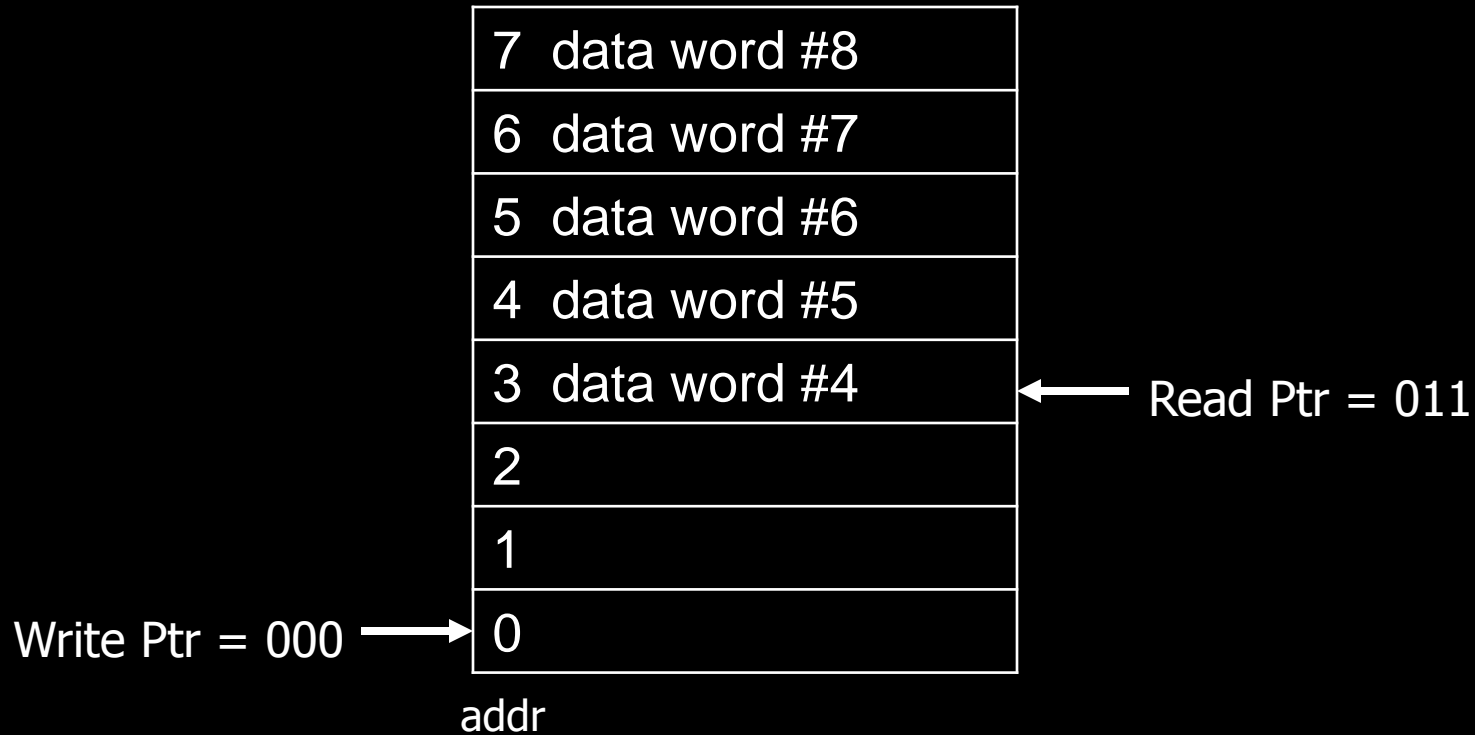 7 data word #8
6 data word #7
5 data word #6
4 data word #5
3 data word #4
Read Ptr = 011
2
1
Write Ptr = 000
0
addr